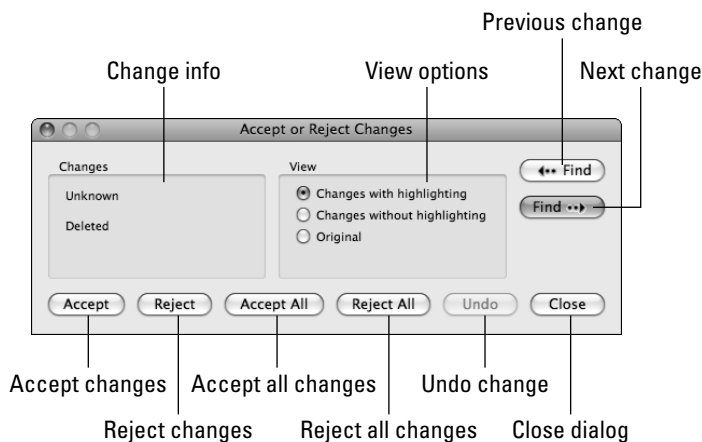 Previous change
Change info View options Next change
Accept or Reject Changes
Changes View
Find
Unknown Changes with highlighting
Changes without highlighting Find
Deleted
Original
Accept Reject Accept All Reject All Undo Close
Accept changes Accept all changes Undo change
Reject changes Reject all changes Close dialog